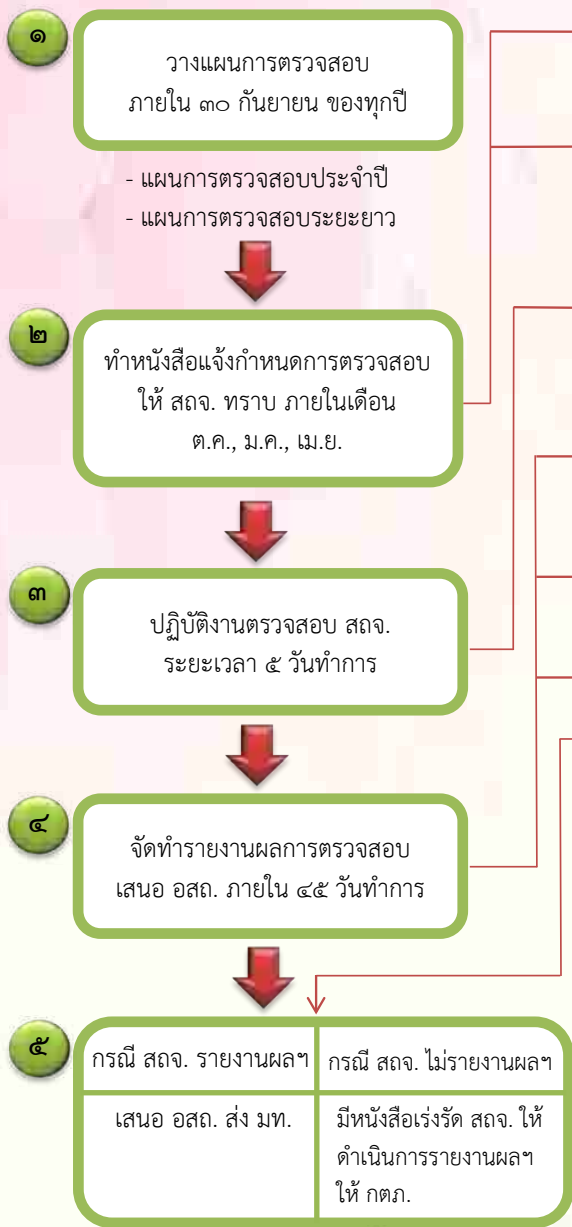 ๑
วางแผนการตรวจสอบ
ภายใน ๓๐ กันยายน ของทุกปี
- แผนการตรวจสอบประจำปี
- แผนการตรวจสอบระยะยาว
๒
ทำหนังสือแจ้งกำหนดการตรวจสอบ
ให้ สถจ. ทราบ ภายในเดือน
ต.ค., ม.ค., เม.ย.
๓
ปฏิบัติงานตรวจสอบ สถจ.
ระยะเวลา ๕ วันทำการ
๔
จัดทำรายงานผลการตรวจสอบ
เสนอ อสถ. ภายใน ๔๕ วันทำการ
๕
กรณี สถจ. รายงานผลฯ
กรณี สถจ. ไม่รายงานผลฯ
เสนอ อสถ. ส่ง มท.
มีหนังสือเร่งรัด สถจ. ให้
ดำเนินการรายงานผลฯ
ให้ กตภ.